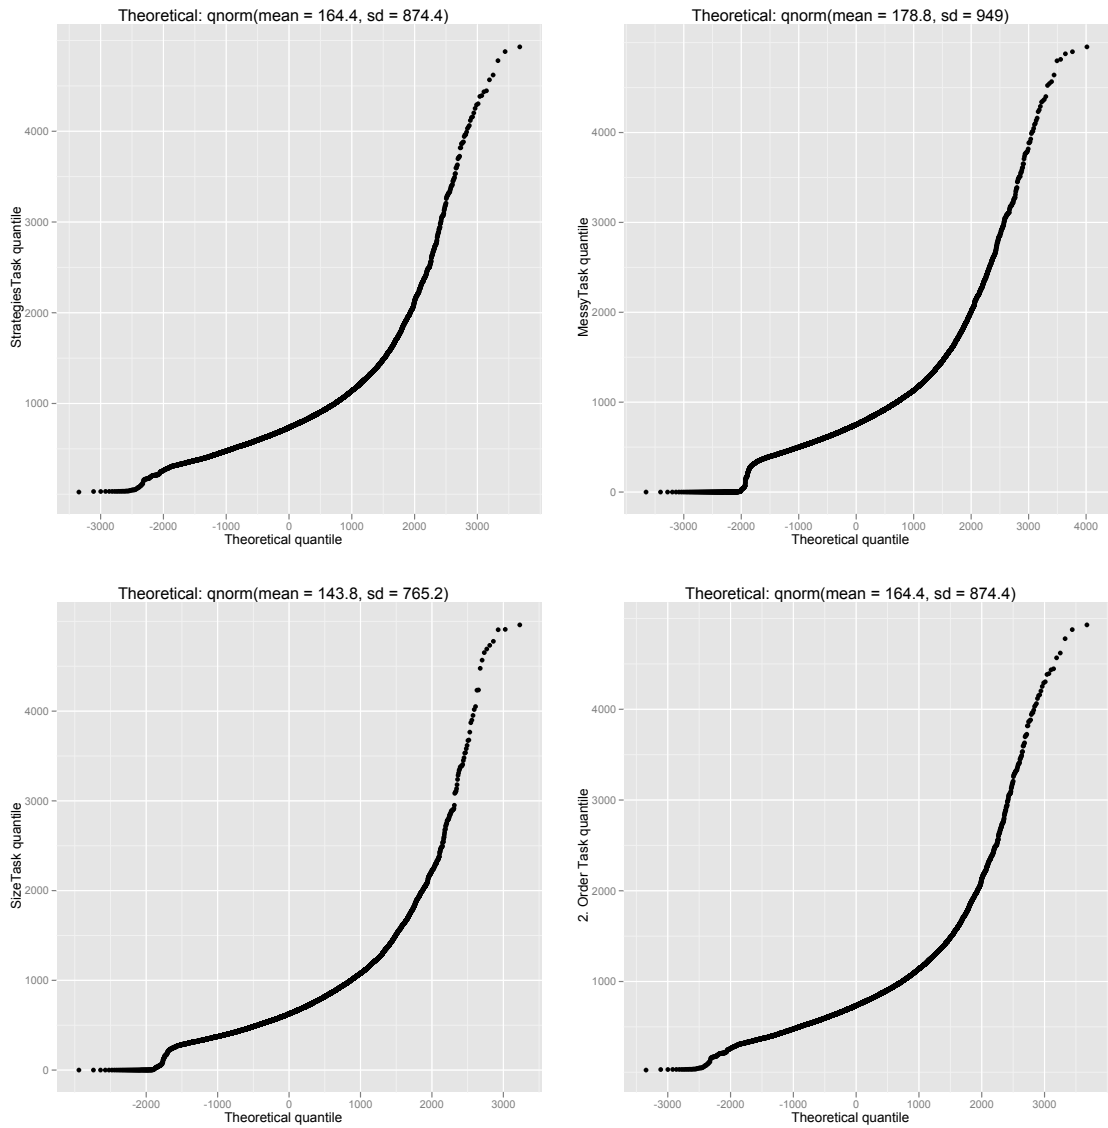 Theoretical: qnorm(mean = 164.4, sd = 874.4)
StrategiesTask quantile
4000
3000
2000
1000
-3000 -2000 -1000 0 1000 2000 3000
Theoretical quantile
Theoretical: qnorm(mean = 178.8, sd = 949)
MessyTask quantile
4000
3000
2000
1000
0
-3000 -2000 -1000 0 1000 2000 3000 4000
Theoretical quantile
Theoretical: qnorm(mean = 143.8, sd = 765.2)
SizeTask quantile
4000
3000
2000
1000
0
-2000 -1000 0 1000 2000 3000
Theoretical quantile
Theoretical: qnorm(mean = 164.4, sd = 874.4)
2. Order Task quantile
4000
3000
2000
1000
-3000 -2000 -1000 0 1000 2000 3000
Theoretical quantile